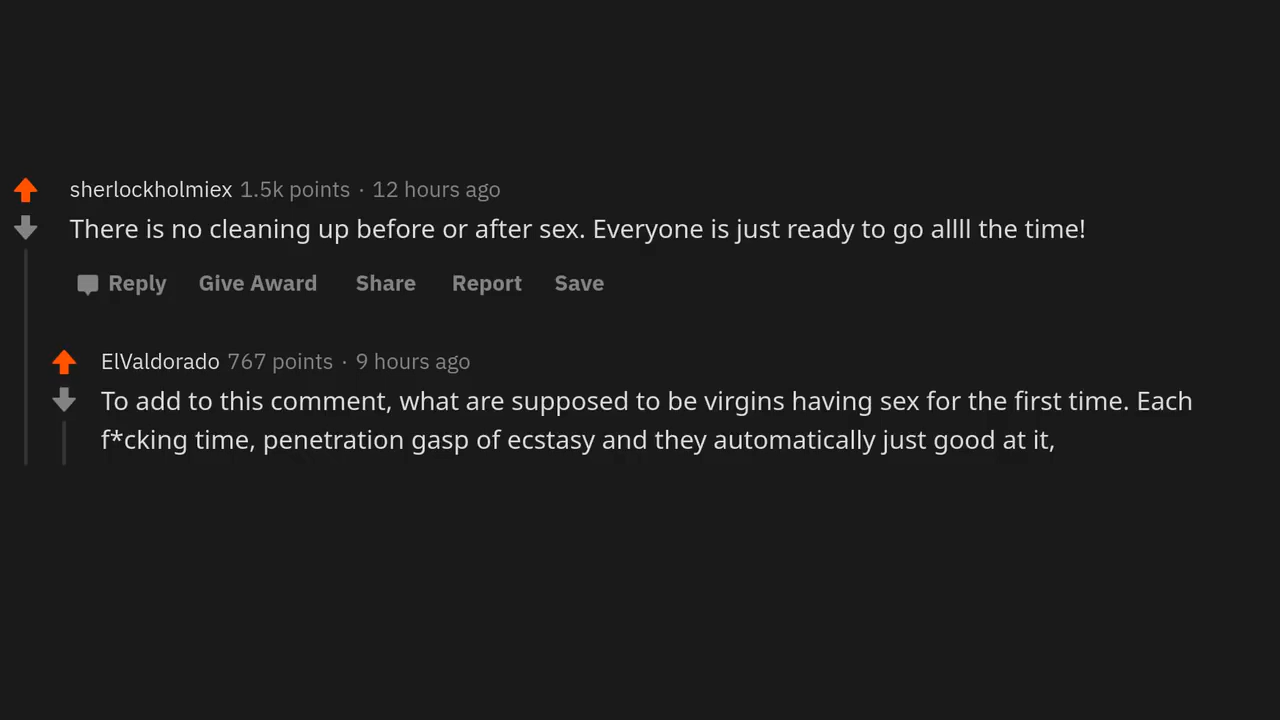 sherlockholmiex 1.5k points · 12 hours ago
There is no cleaning up before or after sex. Everyone is just ready to go allll the time!
Reply Give Award Share Report Save
ElValdorado 767 points · 9 hours ago
To add to this comment, what are supposed to be virgins having sex for the first time. Each
f*cking time, penetration gasp of ecstasy and they automatically just good at it,